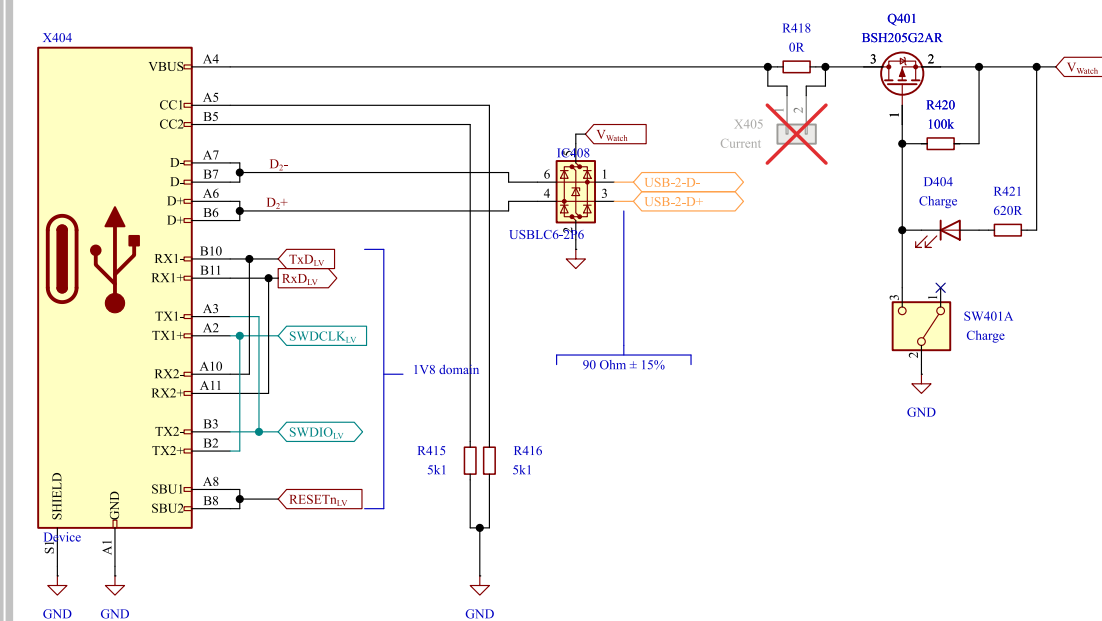 X404
VBUS A4
CC1 A5
CC2 B5
D- A7
D- B7
D+ A6
D+ B6
D2-
D2+
RX1- B10
RX1+ B11
TX1- A3
TX1+ A2
RX2- A10
RX2+ A11
TX2- B3
TX2+ B2
SBU1 A8
SBU2 B8
SHIELD
GND
Device
S1
A1
GND
GND
TxDLV
RxDLV
SWDCLKLV
SWDIOLV
RESETnLV
1V8 domain
R415
5k1
R416
5k1
GND
VWatch
IC408
5
6
4
1
3
2
USBLC6-2P6
USB-2-D-
USB-2-D+
90 Ohm ± 15%
R418
0R
1
2
X405
Current
Q401
BSH205G2AR
3
2
1
VWatch
R420
100k
D404
Charge
R421
620R
3
1
2
SW401A
Charge
GND